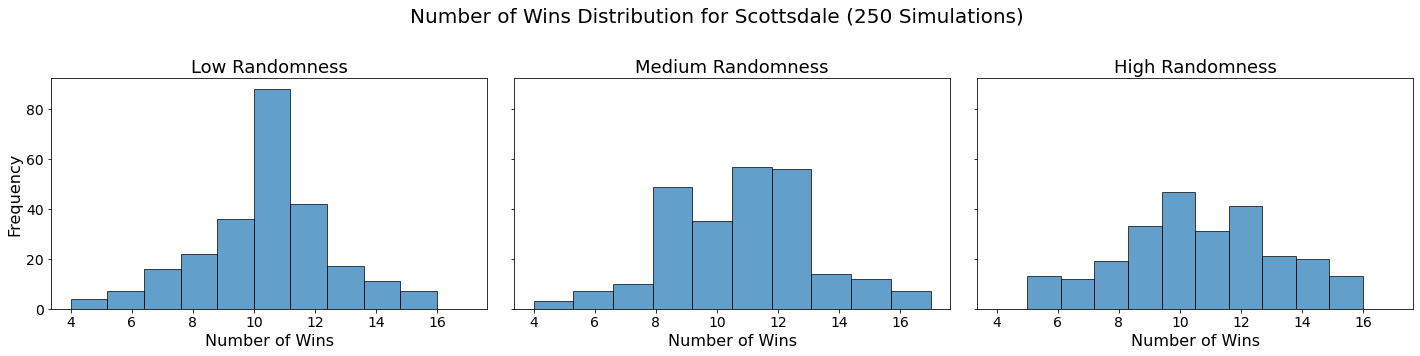 Number of Wins Distribution for Scottsdale (250 Simulations)
Low Randomness
Medium Randomness
High Randomness
Frequency
80
60
40
20
0
4 6 8 10 12 14 16
4 6 8 10 12 14 16
4 6 8 10 12 14 16
Number of Wins
Number of Wins
Number of Wins